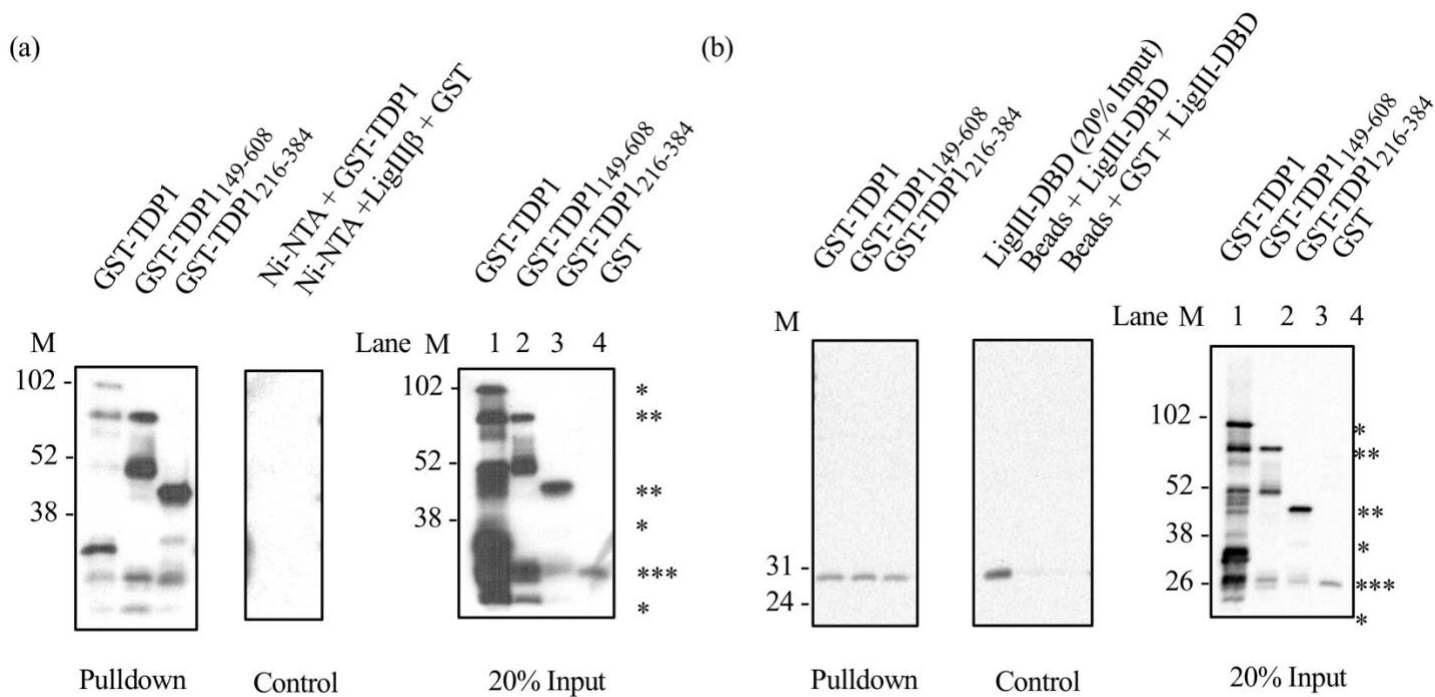 (a)
GST-TDP1
GST-TDP1149-608
GST-TDP1216-384
Ni-NTA + GST-TDP1
Ni-NTA +LigIIIβ + GST
GST-TDP1
GST-TDP1149-608
GST-TDP1216-384
GST
M
Lane M 1 2 3 4
102 -
52 -
38 -
102 -
52 -
38 -
*
**
**
*
***
*
Pulldown
Control
20% Input
(b)
GST-TDP1
GST-TDP1149-608
GST-TDP1216-384
LigIII-DBD (20% Input)
Beads + LigIII-DBD
Beads + GST + LigIII-DBD
GST-TDP1
GST-TDP1149-608
GST-TDP1216-384
GST
M
Lane M 1 2 3 4
31 -
24 -
102 -
52 -
38 -
26 -
*
**
**
*
***
*
Pulldown
Control
20% Input